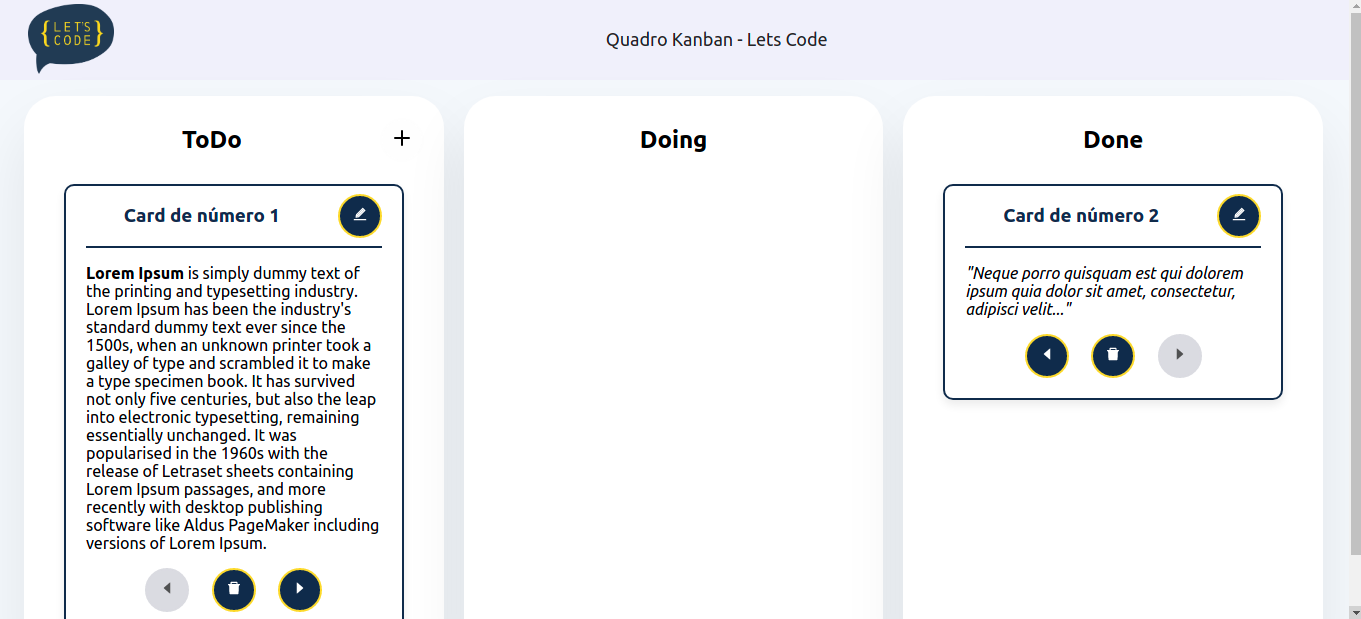 {LET'S
CODE}
Quadro Kanban - Lets Code
ToDo
Card de número 1
Lorem Ipsum is simply dummy text of
the printing and typesetting industry.
Lorem Ipsum has been the industry's
standard dummy text ever since the
1500s, when an unknown printer took a
galley of type and scrambled it to make
a type specimen book. It has survived
not only five centuries, but also the leap
into electronic typesetting, remaining
essentially unchanged. It was
popularised in the 1960s with the
release of Letraset sheets containing
Lorem Ipsum passages, and more
recently with desktop publishing
software like Aldus PageMaker including
versions of Lorem Ipsum.
Doing
Done
Card de número 2
"Neque porro quisquam est qui dolorem
ipsum quia dolor sit amet, consectetur,
adipisci velit..."